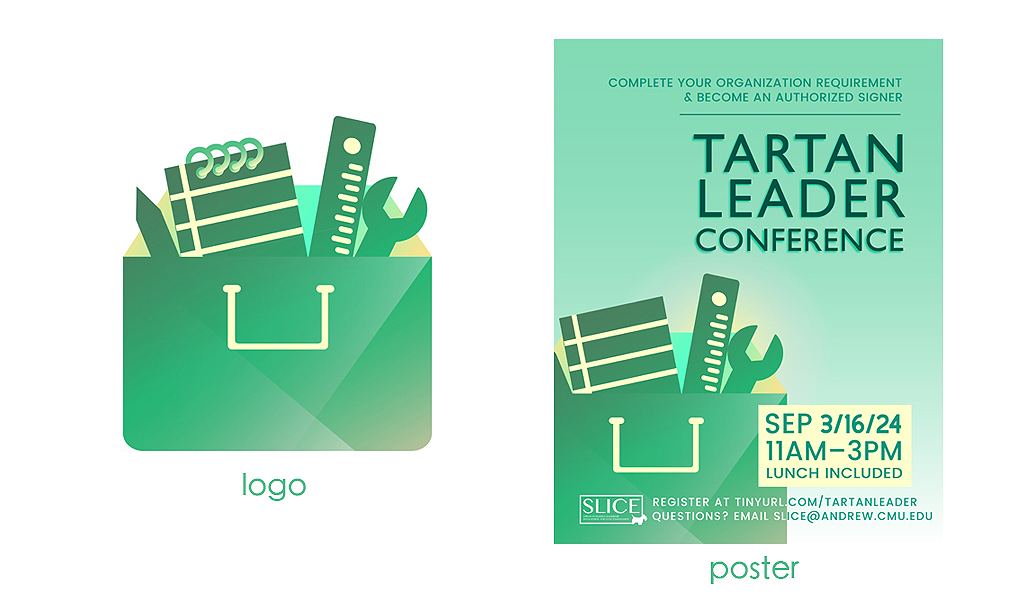 COMPLETE YOUR ORGANIZATION REQUIREMENT
& BECOME AN AUTHORIZED SIGNER
TARTAN
LEADER
CONFERENCE
SEP 3/16/24
11AM–3PM
LUNCH INCLUDED
SLICE
REGISTER AT TINYURL.COM/TARTANLEADER
QUESTIONS? EMAIL SLICE@ANDREW.CMU.EDU
logo
poster